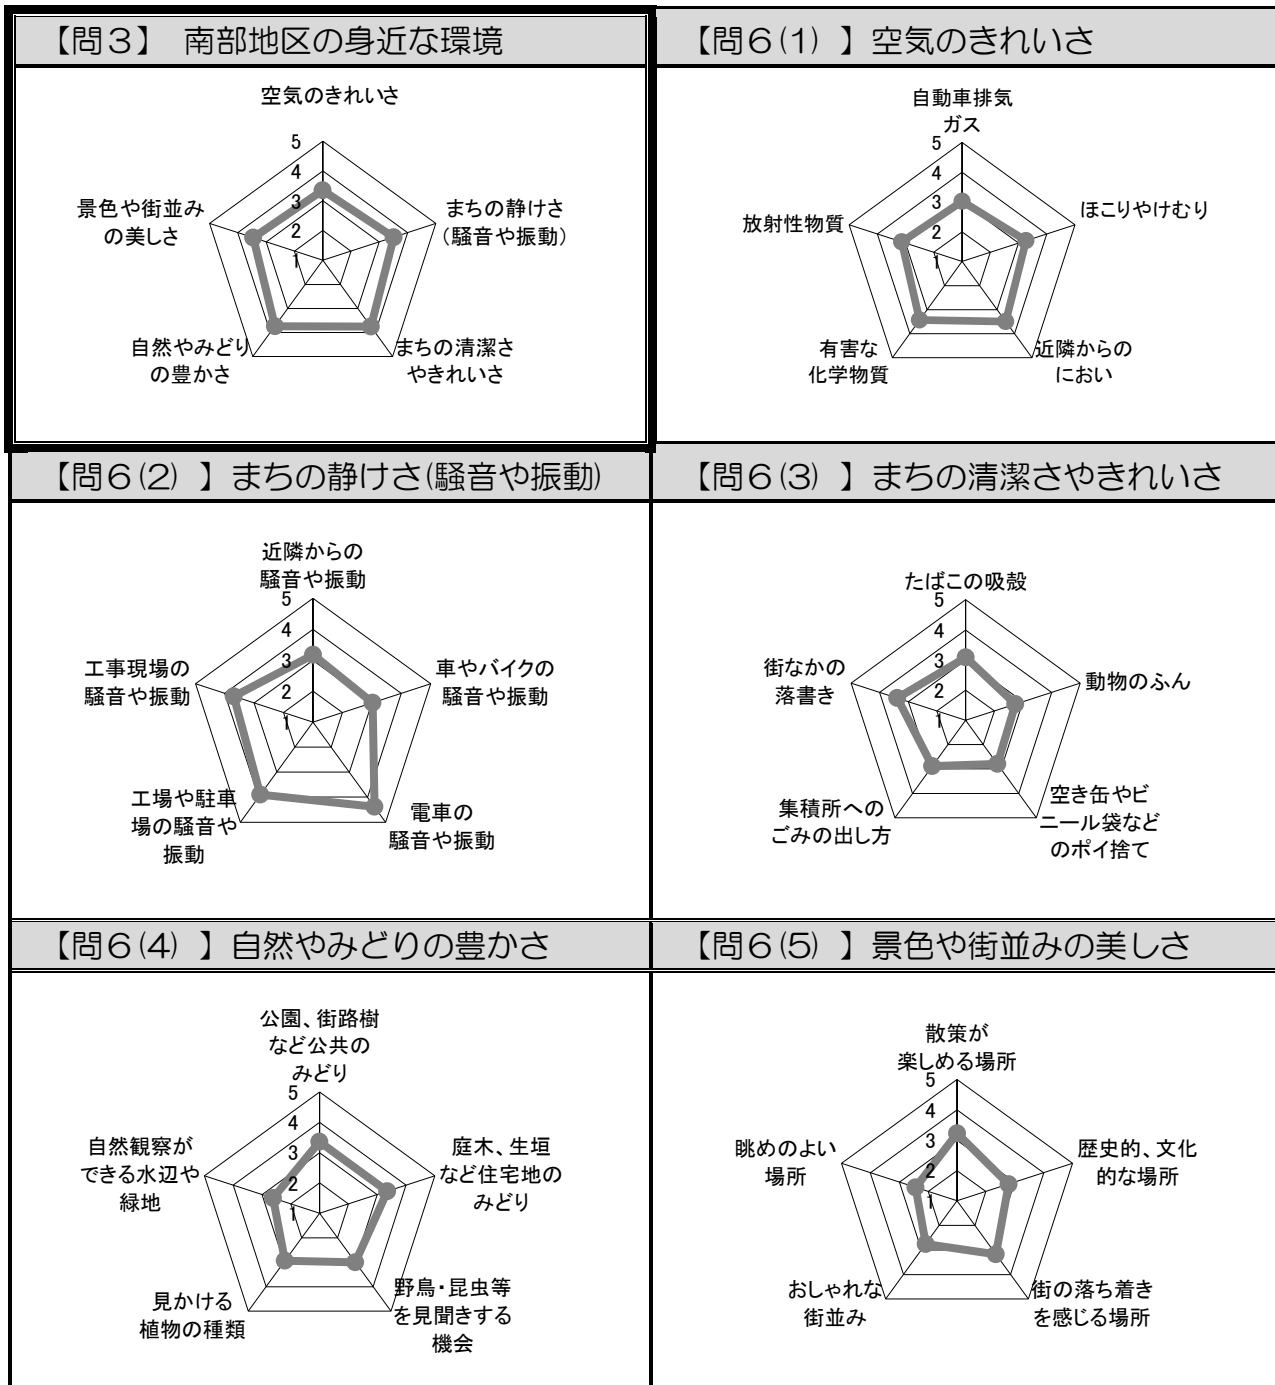 【問３】 南部地区の身近な環境
空気のきれいさ
5
4
3
2
1
まちの静けさ
（騒音や振動）
まちの清潔さ
やきれいさ
自然やみどり
の豊かさ
景色や街並み
の美しさ
【問６(1) 】空気のきれいさ
自動車排気
ガス
5
4
3
2
1
ほこりやけむり
近隣からの
におい
有害な
化学物質
放射性物質
【問６(2) 】まちの静けさ(騒音や振動)
近隣からの
騒音や振動
5
4
3
2
1
車やバイクの
騒音や振動
電車の
騒音や振動
工場や駐車
場の騒音や
振動
工事現場の
騒音や振動
【問６(3) 】まちの清潔さやきれいさ
たばこの吸殻
5
4
3
2
1
動物のふん
空き缶やビ
ニール袋など
のポイ捨て
集積所への
ごみの出し方
街なかの
落書き
【問６(4) 】自然やみどりの豊かさ
公園、街路樹
など公共の
みどり
5
4
3
2
1
庭木、生垣
など住宅地の
みどり
野鳥・昆虫等
を見聞きする
機会
見かける
植物の種類
自然観察が
できる水辺や
緑地
【問６(5) 】景色や街並みの美しさ
散策が
楽しめる場所
5
4
3
2
1
歴史的、文化
的な場所
街の落ち着き
を感じる場所
おしゃれな
街並み
眺めのよい
場所